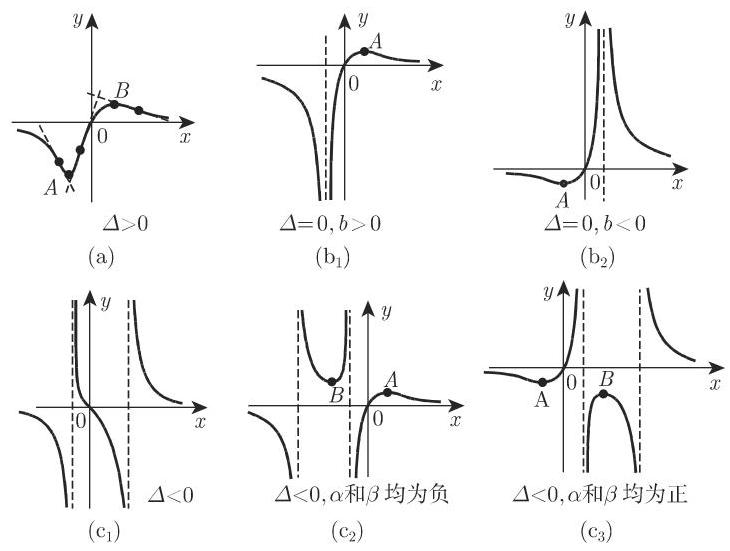 y
B
0
x
A
Δ>0
(a)
y
A
0
x
Δ=0, b>0
(b₁)
y
0
x
A
Δ=0, b<0
(b₂)
y
0
x
Δ<0
(c₁)
y
B
A
0
x
Δ<0, α和β 均为负
(c₂)
y
0
B
x
A
Δ<0, α和β 均为正
(c₃)